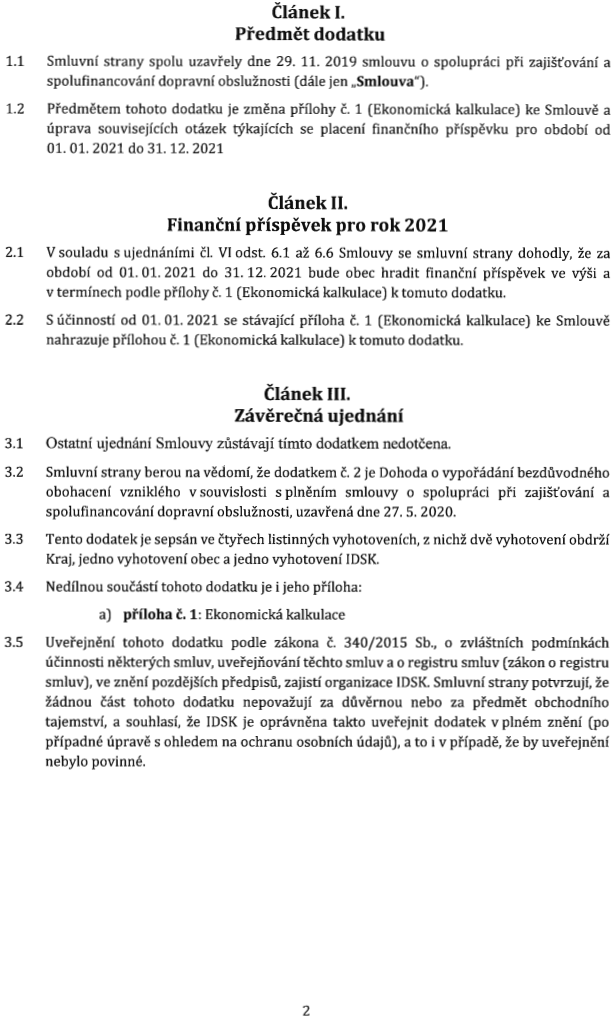 Článek I.
Předmět dodatku
1.1 Smluvní strany spolu uzavřely dne 29. 11. 2019 smlouvu o spolupráci při zajišťování a
spolufinancování dopravní obslužnosti (dále jen „Smlouva“).
1.2 Předmětem tohoto dodatku je změna přílohy č. 1 (Ekonomická kalkulace) ke Smlouvě a
úprava souvisejících otázek týkajících se placení finančního příspěvku pro období od
01. 01. 2021 do 31. 12. 2021
Článek II.
Finanční příspěvek pro rok 2021
2.1 V souladu s ujednáními čl. VI odst. 6.1 až 6.6 Smlouvy se smluvní strany dohodly, že za
období od 01. 01. 2021 do 31. 12. 2021 bude obec hradit finanční příspěvek ve výši a
v termínech podle přílohy č. 1 (Ekonomická kalkulace) k tomuto dodatku.
2.2 S účinností od 01. 01. 2021 se stávající příloha č. 1 (Ekonomická kalkulace) ke Smlouvě
nahrazuje přílohou č. 1 (Ekonomická kalkulace) k tomuto dodatku.
Článek III.
Závěrečná ujednání
3.1 Ostatní ujednání Smlouvy zůstávají tímto dodatkem nedotčena.
3.2 Smluvní strany berou na vědomí, že dodatkem č. 2 je Dohoda o vypořádání bezdůvodného
obohacení vzniklého v souvislosti s plněním smlouvy o spolupráci při zajišťování a
spolufinancování dopravní obslužnosti, uzavřená dne 27. 5. 2020.
3.3 Tento dodatek je sepsán ve čtyřech listinných vyhotoveních, z nichž dvě vyhotovení obdrží
Kraj, jedno vyhotovení obec a jedno vyhotovení IDSK.
3.4 Nedílnou součástí tohoto dodatku je i jeho příloha:
a) příloha č. 1: Ekonomická kalkulace
3.5 Uveřejnění tohoto dodatku podle zákona č. 340/2015 Sb., o zvláštních podmínkách
účinnosti některých smluv, uveřejňování těchto smluv a o registru smluv (zákon o registru
smluv), ve znění pozdějších předpisů, zajistí organizace IDSK. Smluvní strany potvrzují, že
žádnou část tohoto dodatku nepovažují za důvěrnou nebo za předmět obchodního
tajemství, a souhlasí, že IDSK je oprávněna takto uveřejnit dodatek v plném znění (po
případné úpravě s ohledem na ochranu osobních údajů), a to i v případě, že by uveřejnění
nebylo povinné.
2